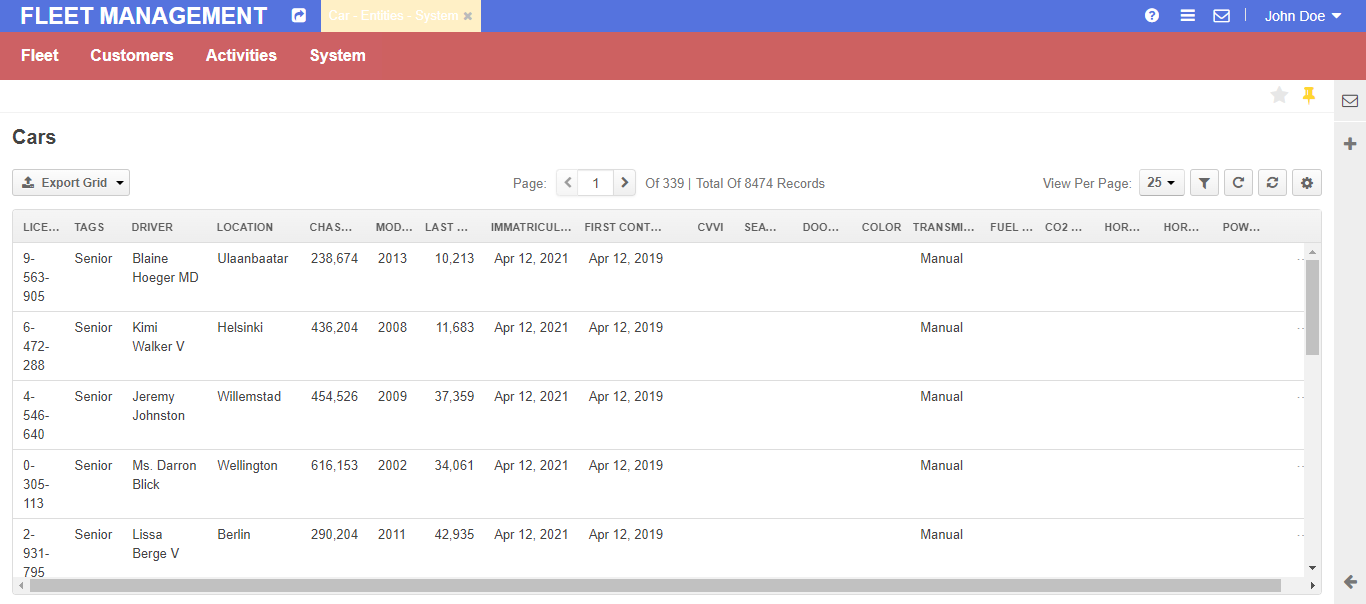 FLEET MANAGEMENT Car - Entities - System John Doe
Fleet Customers Activities System
Cars
Export Grid Page: 1 Of 339 | Total Of 8474 Records View Per Page: 25
LICE... TAGS DRIVER LOCATION CHAS... MOD... LAST ... IMMATRICUL... FIRST CONT... CVVI SEA... DOO... COLOR TRANSMI... FUEL ... CO2 ... HOR... HOR... POW...
9- Senior Blaine Ulaanbaatar 238,674 2013 10,213 Apr 12, 2021 Apr 12, 2019 Manual
563- Hoeger MD
905
6- Senior Kimi Helsinki 436,204 2008 11,683 Apr 12, 2021 Apr 12, 2019 Manual
472- Walker V
288
4- Senior Jeremy Willemstad 454,526 2009 37,359 Apr 12, 2021 Apr 12, 2019 Manual
546- Johnston
640
0- Senior Ms. Darron Wellington 616,153 2002 34,061 Apr 12, 2021 Apr 12, 2019 Manual
305- Blick
113
2- Senior Lissa Berlin 290,204 2011 42,935 Apr 12, 2021 Apr 12, 2019 Manual
931- Berge V
795